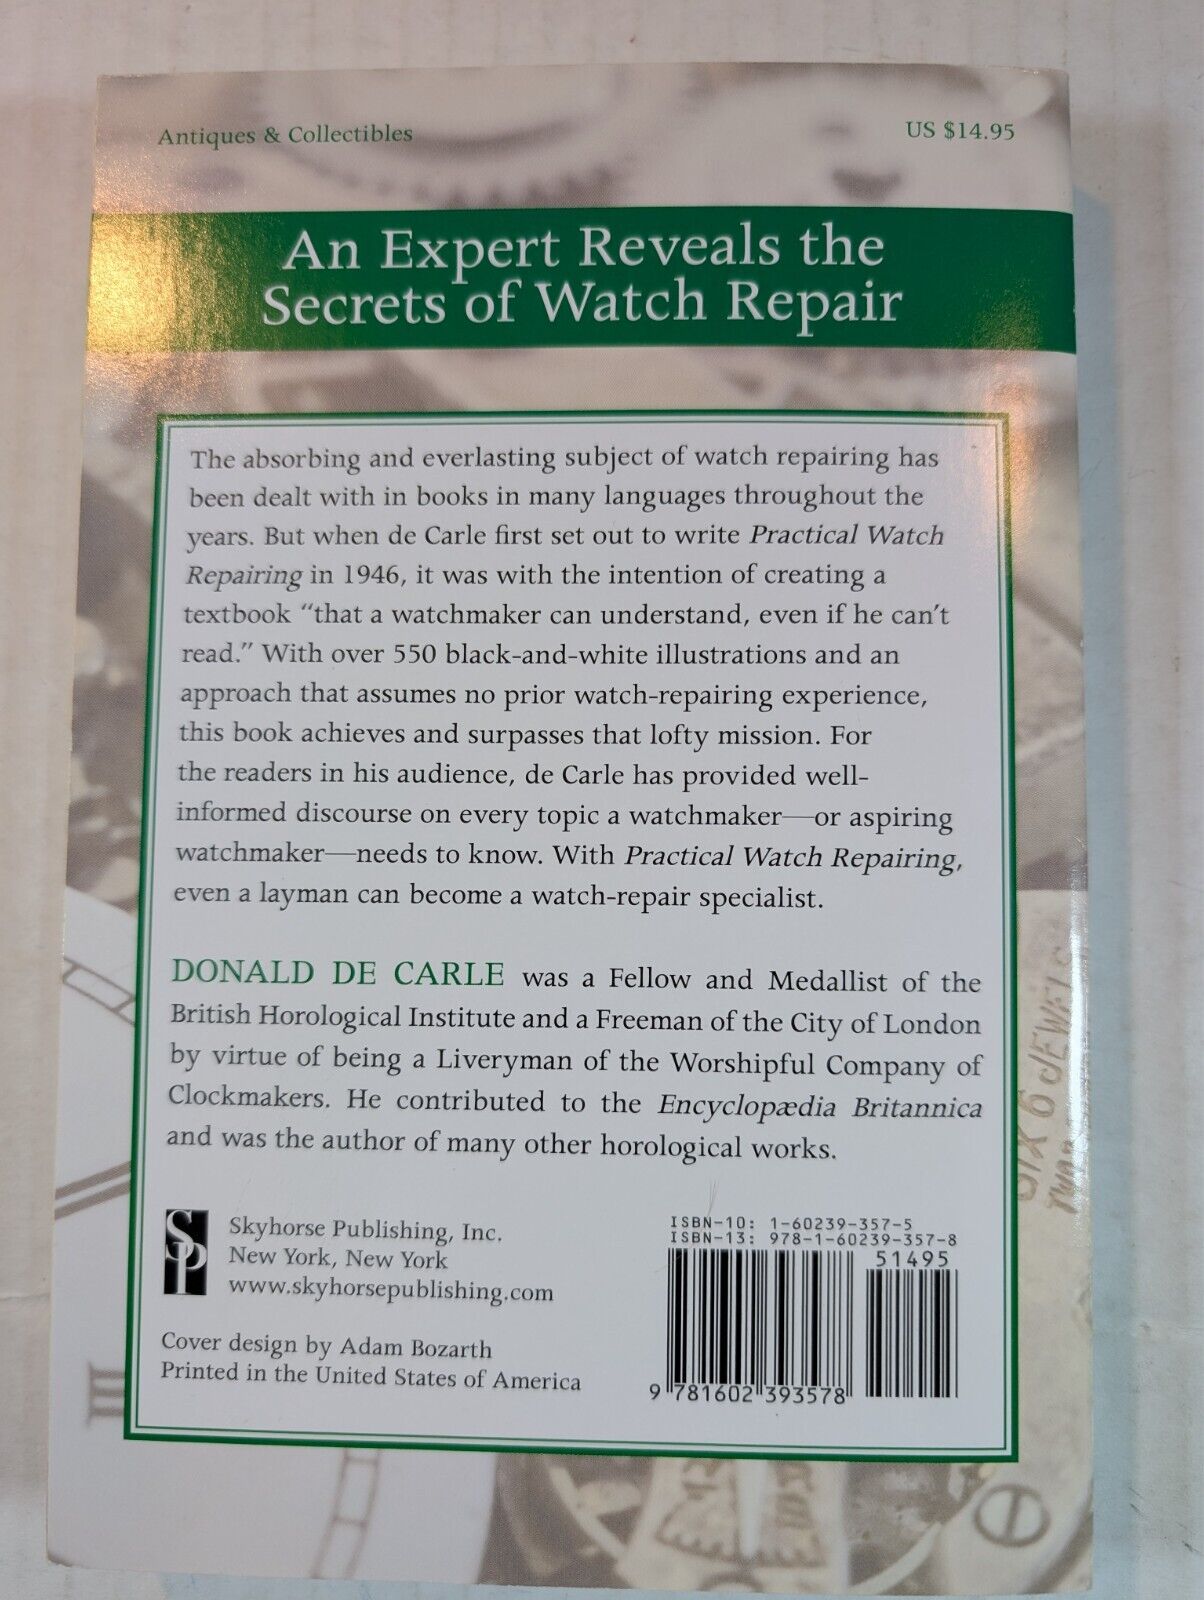 Antiques & Collectibles
US $14.95
An Expert Reveals the
Secrets of Watch Repair
The absorbing and everlasting subject of watch repairing has
been dealt with in books in many languages throughout the
years. But when de Carle first set out to write Practical Watch
Repairing in 1946, it was with the intention of creating a
textbook "that a watchmaker can understand, even if he can't
read." With over 550 black-and-white illustrations and an
approach that assumes no prior watch-repairing experience,
this book achieves and surpasses that lofty mission. For
the readers in his audience, de Carle has provided well-
informed discourse on every topic a watchmaker—or aspiring
watchmaker—needs to know. With Practical Watch Repairing,
even a layman can become a watch-repair specialist.
DONALD DE CARLE was a Fellow and Medallist of the
British Horological Institute and a Freeman of the City of London
by virtue of being a Liveryman of the Worshipful Company of
Clockmakers. He contributed to the Encyclopædia Britannica
and was the author of many other horological works.
SPI
Skyhorse Publishing, Inc.
New York, New York
www.skyhorsepublishing.com
Cover design by Adam Bozarth
Printed in the United States of America
ISBN-10: 1-60239-357-5
ISBN-13: 978-1-60239-357-8
51495
9 781602 393578
SIX 6 JEWELS
III